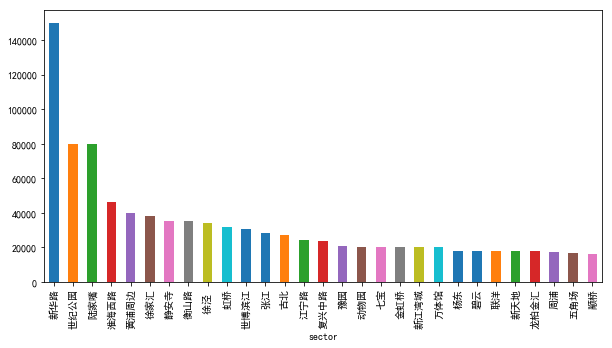 140000
120000
100000
80000
60000
40000
20000
0
新华路
世纪公园
陆家嘴
淮海西路
黄浦周边
徐家汇
静安寺
衡山路
徐泾
虹桥
世博滨江
张江
古北
江宁路
复兴中路
豫园
动物园
七宝
金虹桥
新江湾城
万体馆
杨东
碧云
联洋
新天地
龙柏金汇
周浦
五角场
颛桥
sector